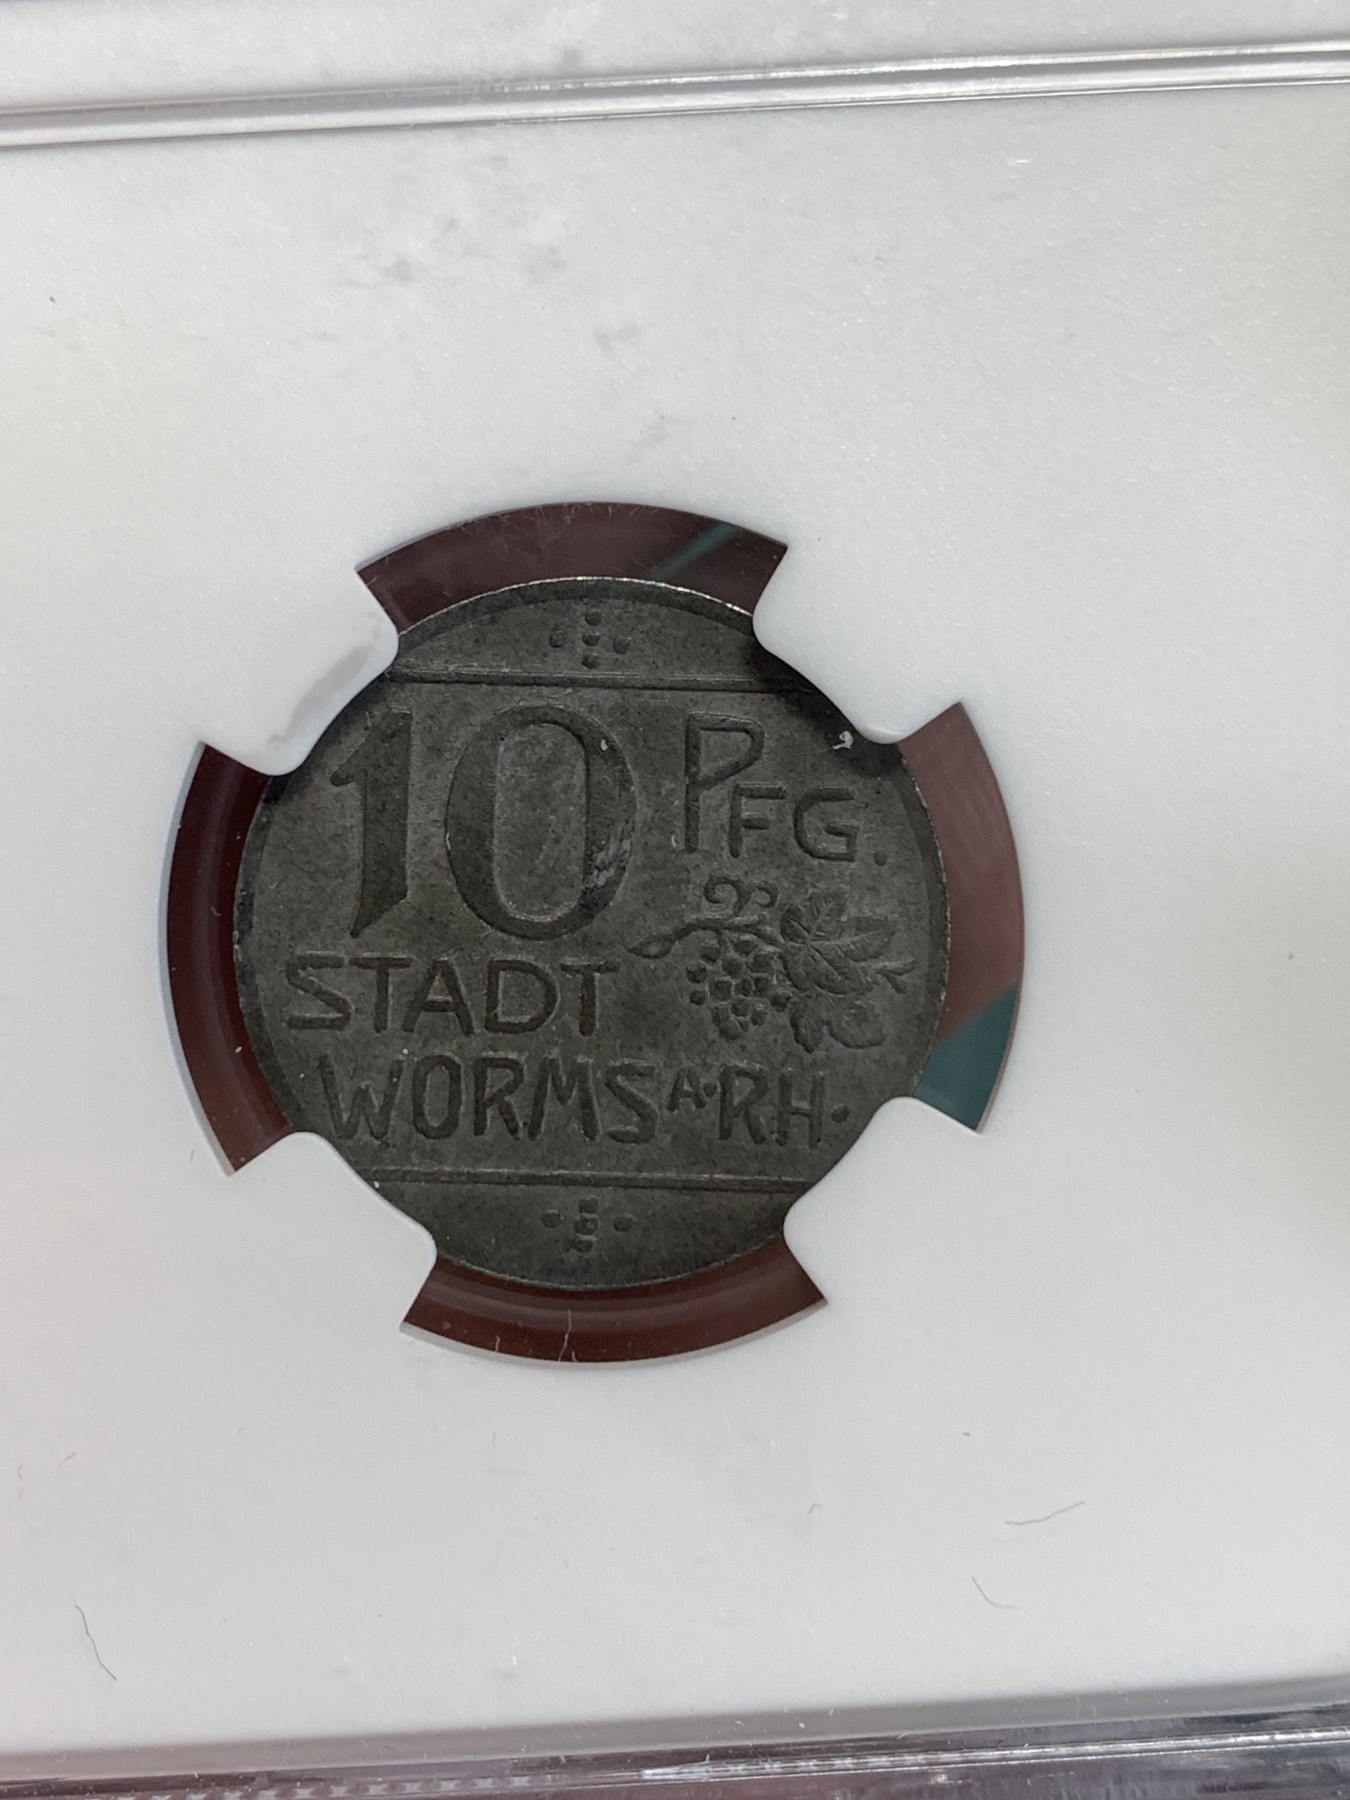 10 PFG.
STADT
WORMS A·RH·